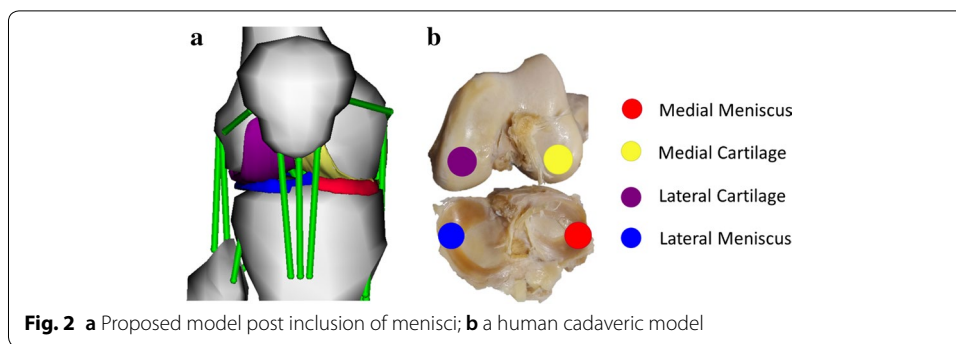 a
b
Medial Meniscus
Medial Cartilage
Lateral Cartilage
Lateral Meniscus
Fig. 2 a Proposed model post inclusion of menisci; b a human cadaveric model